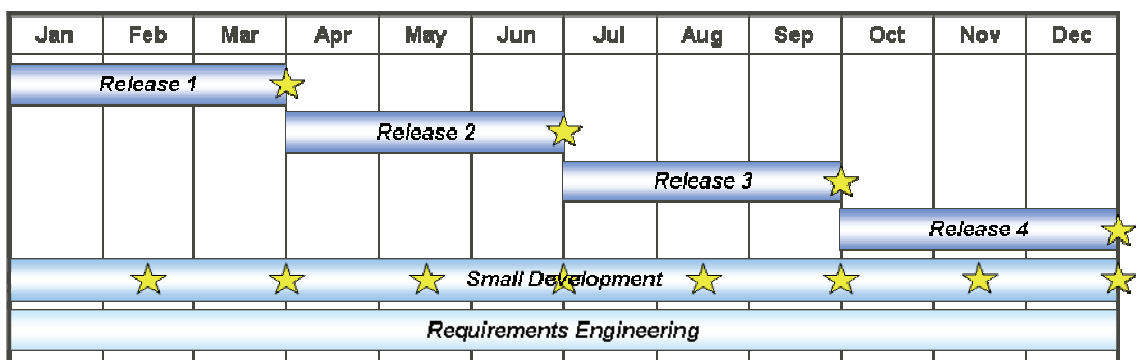 Jan Feb Mar Apr May Jun Jul Aug Sep Oct Nov Dec
Release 1
Release 2
Release 3
Release 4
Small Development
Requirements Engineering